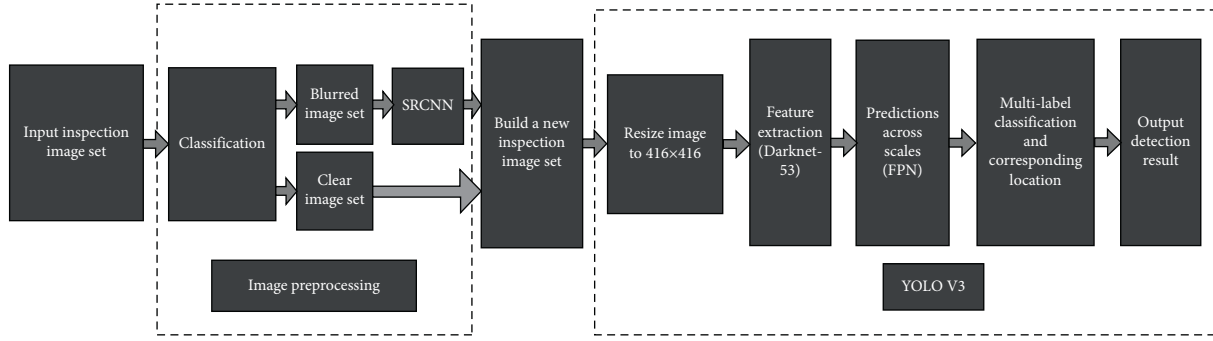 Input inspection
image set
Classification
Blurred
image set
SRCNN
Clear
image set
Image preprocessing
Build a new
inspection
image set
Resize image
to 416×416
Feature
extraction
(Darknet-
53)
Predictions
across
scales
(FPN)
Multi-label
classification
and
corresponding
location
Output
detection
result
YOLO V3